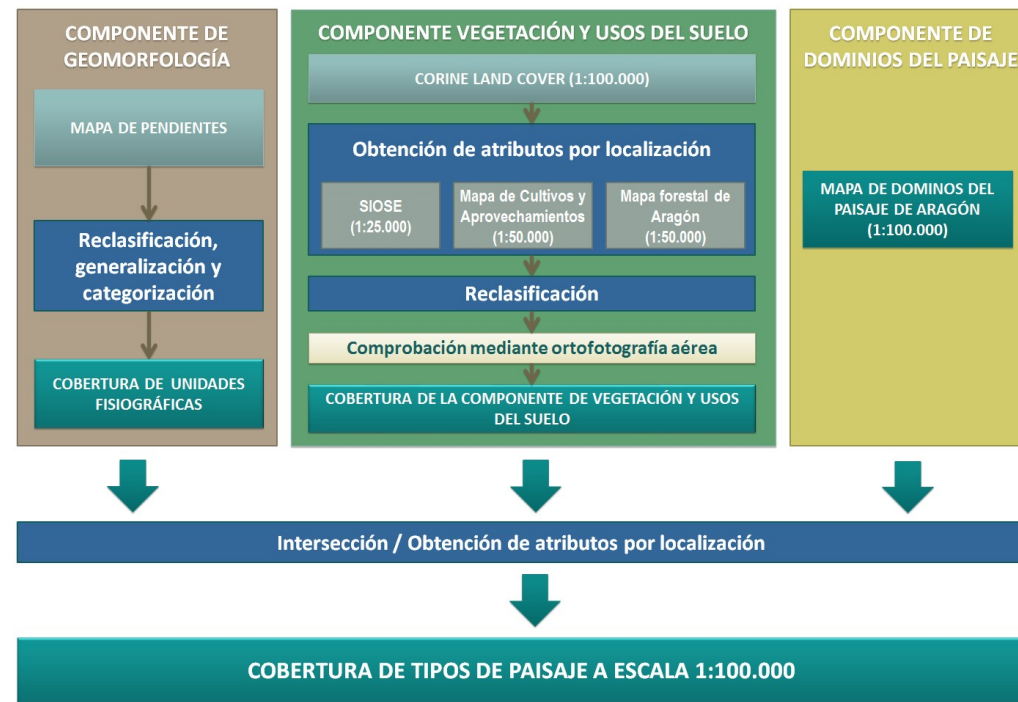 COMPONENTE DE
GEOMORFOLOGÍA
MAPA DE PENDIENTES
Reclasificación,
generalización y
categorización
COBERTURA DE UNIDADES
FISIOGRÁFICAS
COMPONENTE VEGETACIÓN Y USOS DEL SUELO
CORINE LAND COVER (1:100.000)
Obtención de atributos por localización
SIOSE
(1:25.000)
Mapa de Cultivos y
Aprovechamientos
(1:50.000)
Mapa forestal de
Aragón
(1:50.000)
Reclasificación
Comprobación mediante ortofotografía aérea
COBERTURA DE LA COMPONENTE DE VEGETACIÓN Y USOS
DEL SUELO
COMPONENTE DE
DOMINIOS DEL PAISAJE
MAPA DE DOMINOS DEL
PAISAJE DE ARAGÓN
(1:100.000)
Intersección / Obtención de atributos por localización
COBERTURA DE TIPOS DE PAISAJE A ESCALA 1:100.000